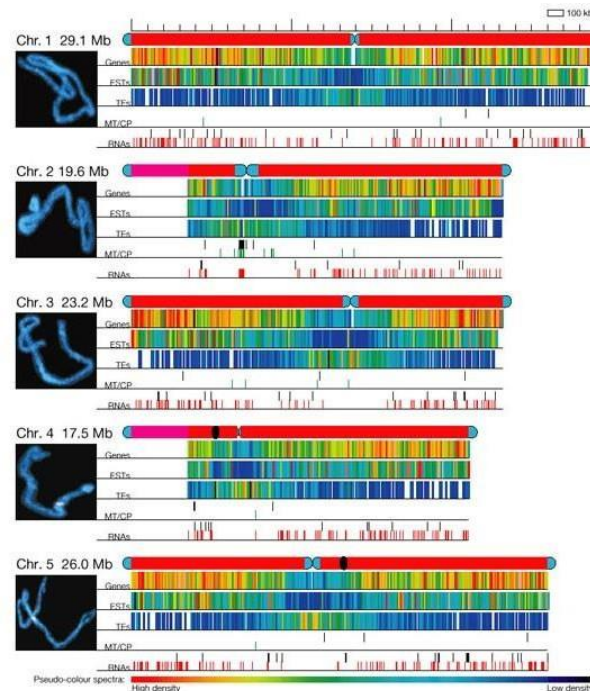 100 kb
Chr. 1 29.1 Mb
Genes
ESTs
TEs
MT/CP
RNAs
Chr. 2 19.6 Mb
Genes
ESTs
TEs
MT/CP
RNAs
Chr. 3 23.2 Mb
Genes
ESTs
TEs
MT/CP
RNAs
Chr. 4 17.5 Mb
Genes
ESTs
TEs
MT/CP
RNAs
Chr. 5 26.0 Mb
Genes
ESTs
TEs
MT/CP
RNAs
Pseudo-colour spectra:
High density Low density